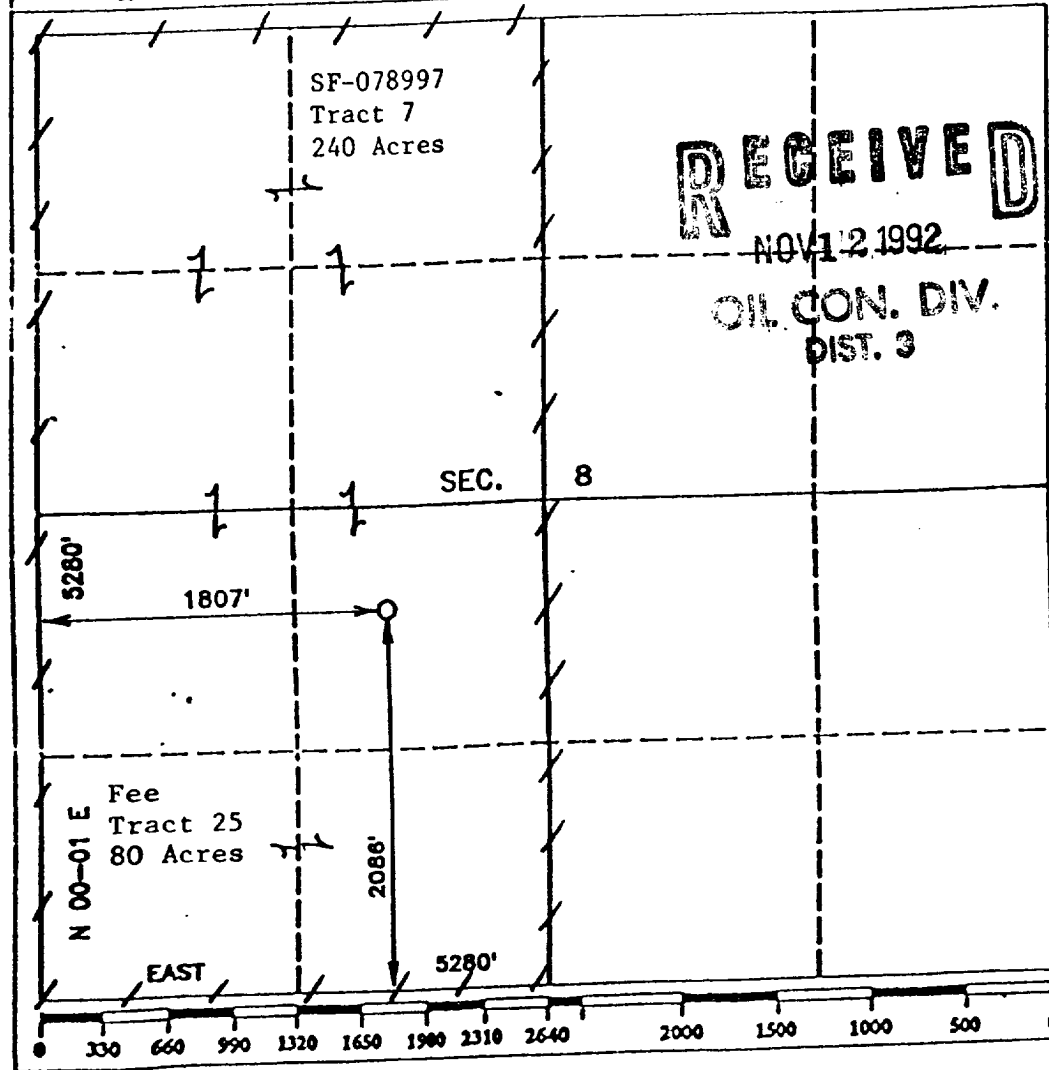 SF-078997
Tract 7
240 Acres
RECEIVED
NOV 12 1992
OIL CON. DIV.
DIST. 3
SEC. 8
5280'
1807'
Fee
Tract 25
80 Acres
N 00-01 E
2086'
EAST
5280'
0 330 660 990 1320 1650 1980 2310 2640 2000 1500 1000 500